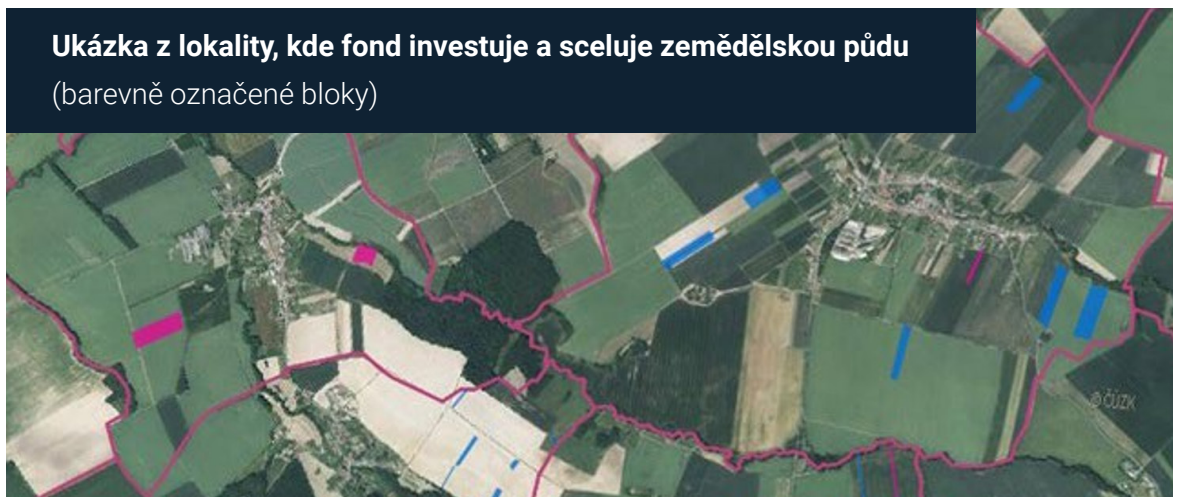 Ukázka z lokality, kde fond investuje a sceluje zemědělskou půdu
(barevně označené bloky)
© ČÚZK